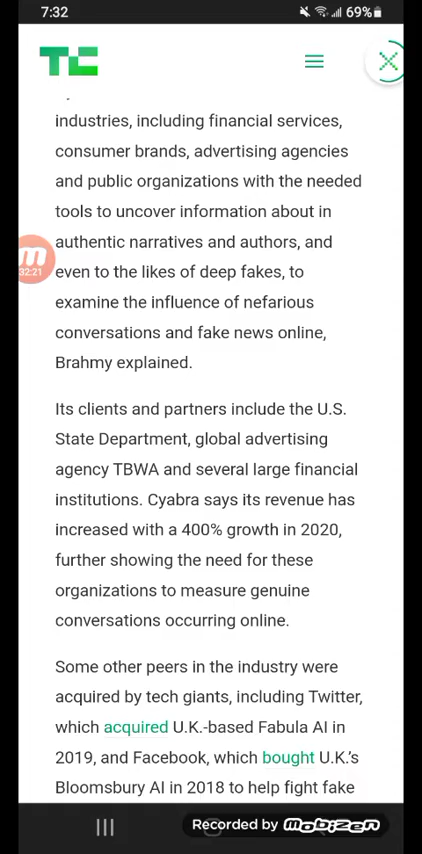 7:32
69%
TC
industries, including financial services,
consumer brands, advertising agencies
and public organizations with the needed
tools to uncover information about in
authentic narratives and authors, and
m
32:21
even to the likes of deep fakes, to
examine the influence of nefarious
conversations and fake news online,
Brahmy explained.
Its clients and partners include the U.S.
State Department, global advertising
agency TBWA and several large financial
institutions. Cyabra says its revenue has
increased with a 400% growth in 2020,
further showing the need for these
organizations to measure genuine
conversations occurring online.
Some other peers in the industry were
acquired by tech giants, including Twitter,
which acquired U.K.-based Fabula AI in
2019, and Facebook, which bought U.K.’s
Bloomsbury AI in 2018 to help fight fake
Recorded by mobizen